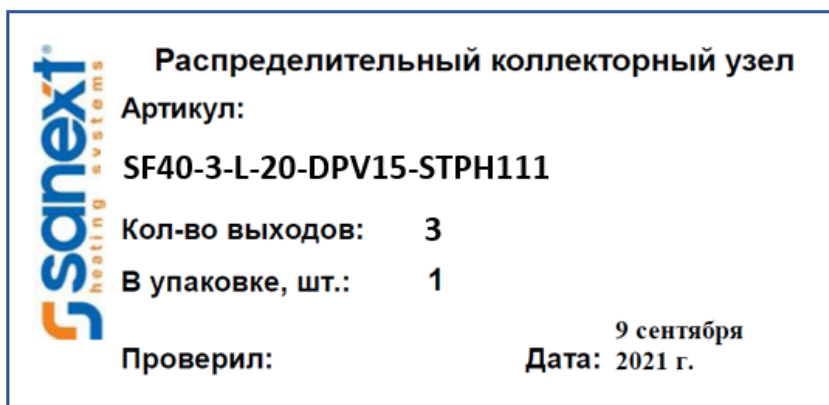 sanext®
heating systems
Распределительный коллекторный узел
Артикул:
SF40-3-L-20-DPV15-STPH111
Кол-во выходов: 3
В упаковке, шт.: 1
Проверил:
Дата: 9 сентября
2021 г.